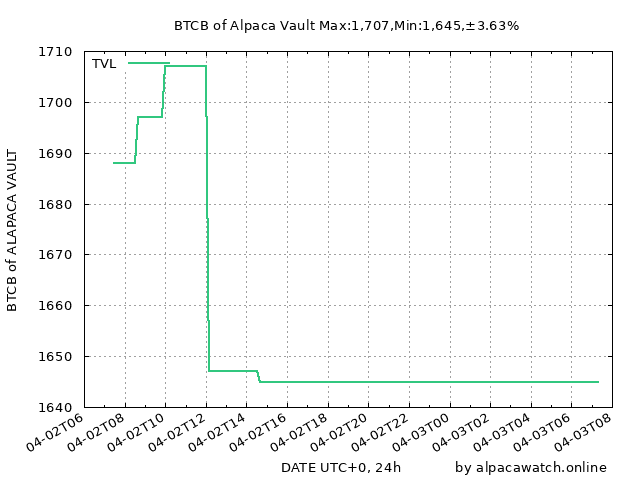 BTCB of Alpaca Vault Max:1,707,Min:1,645,±3.63%
TVL
1710
1700
1690
1680
1670
1660
1650
1640
BTCB of ALAPACA VAULT
04-02T06
04-02T08
04-02T10
04-02T12
04-02T14
04-02T16
04-02T18
04-02T20
04-02T22
04-03T00
04-03T02
04-03T04
04-03T06
04-03T08
DATE UTC+0, 24h
by alpacawatch.online